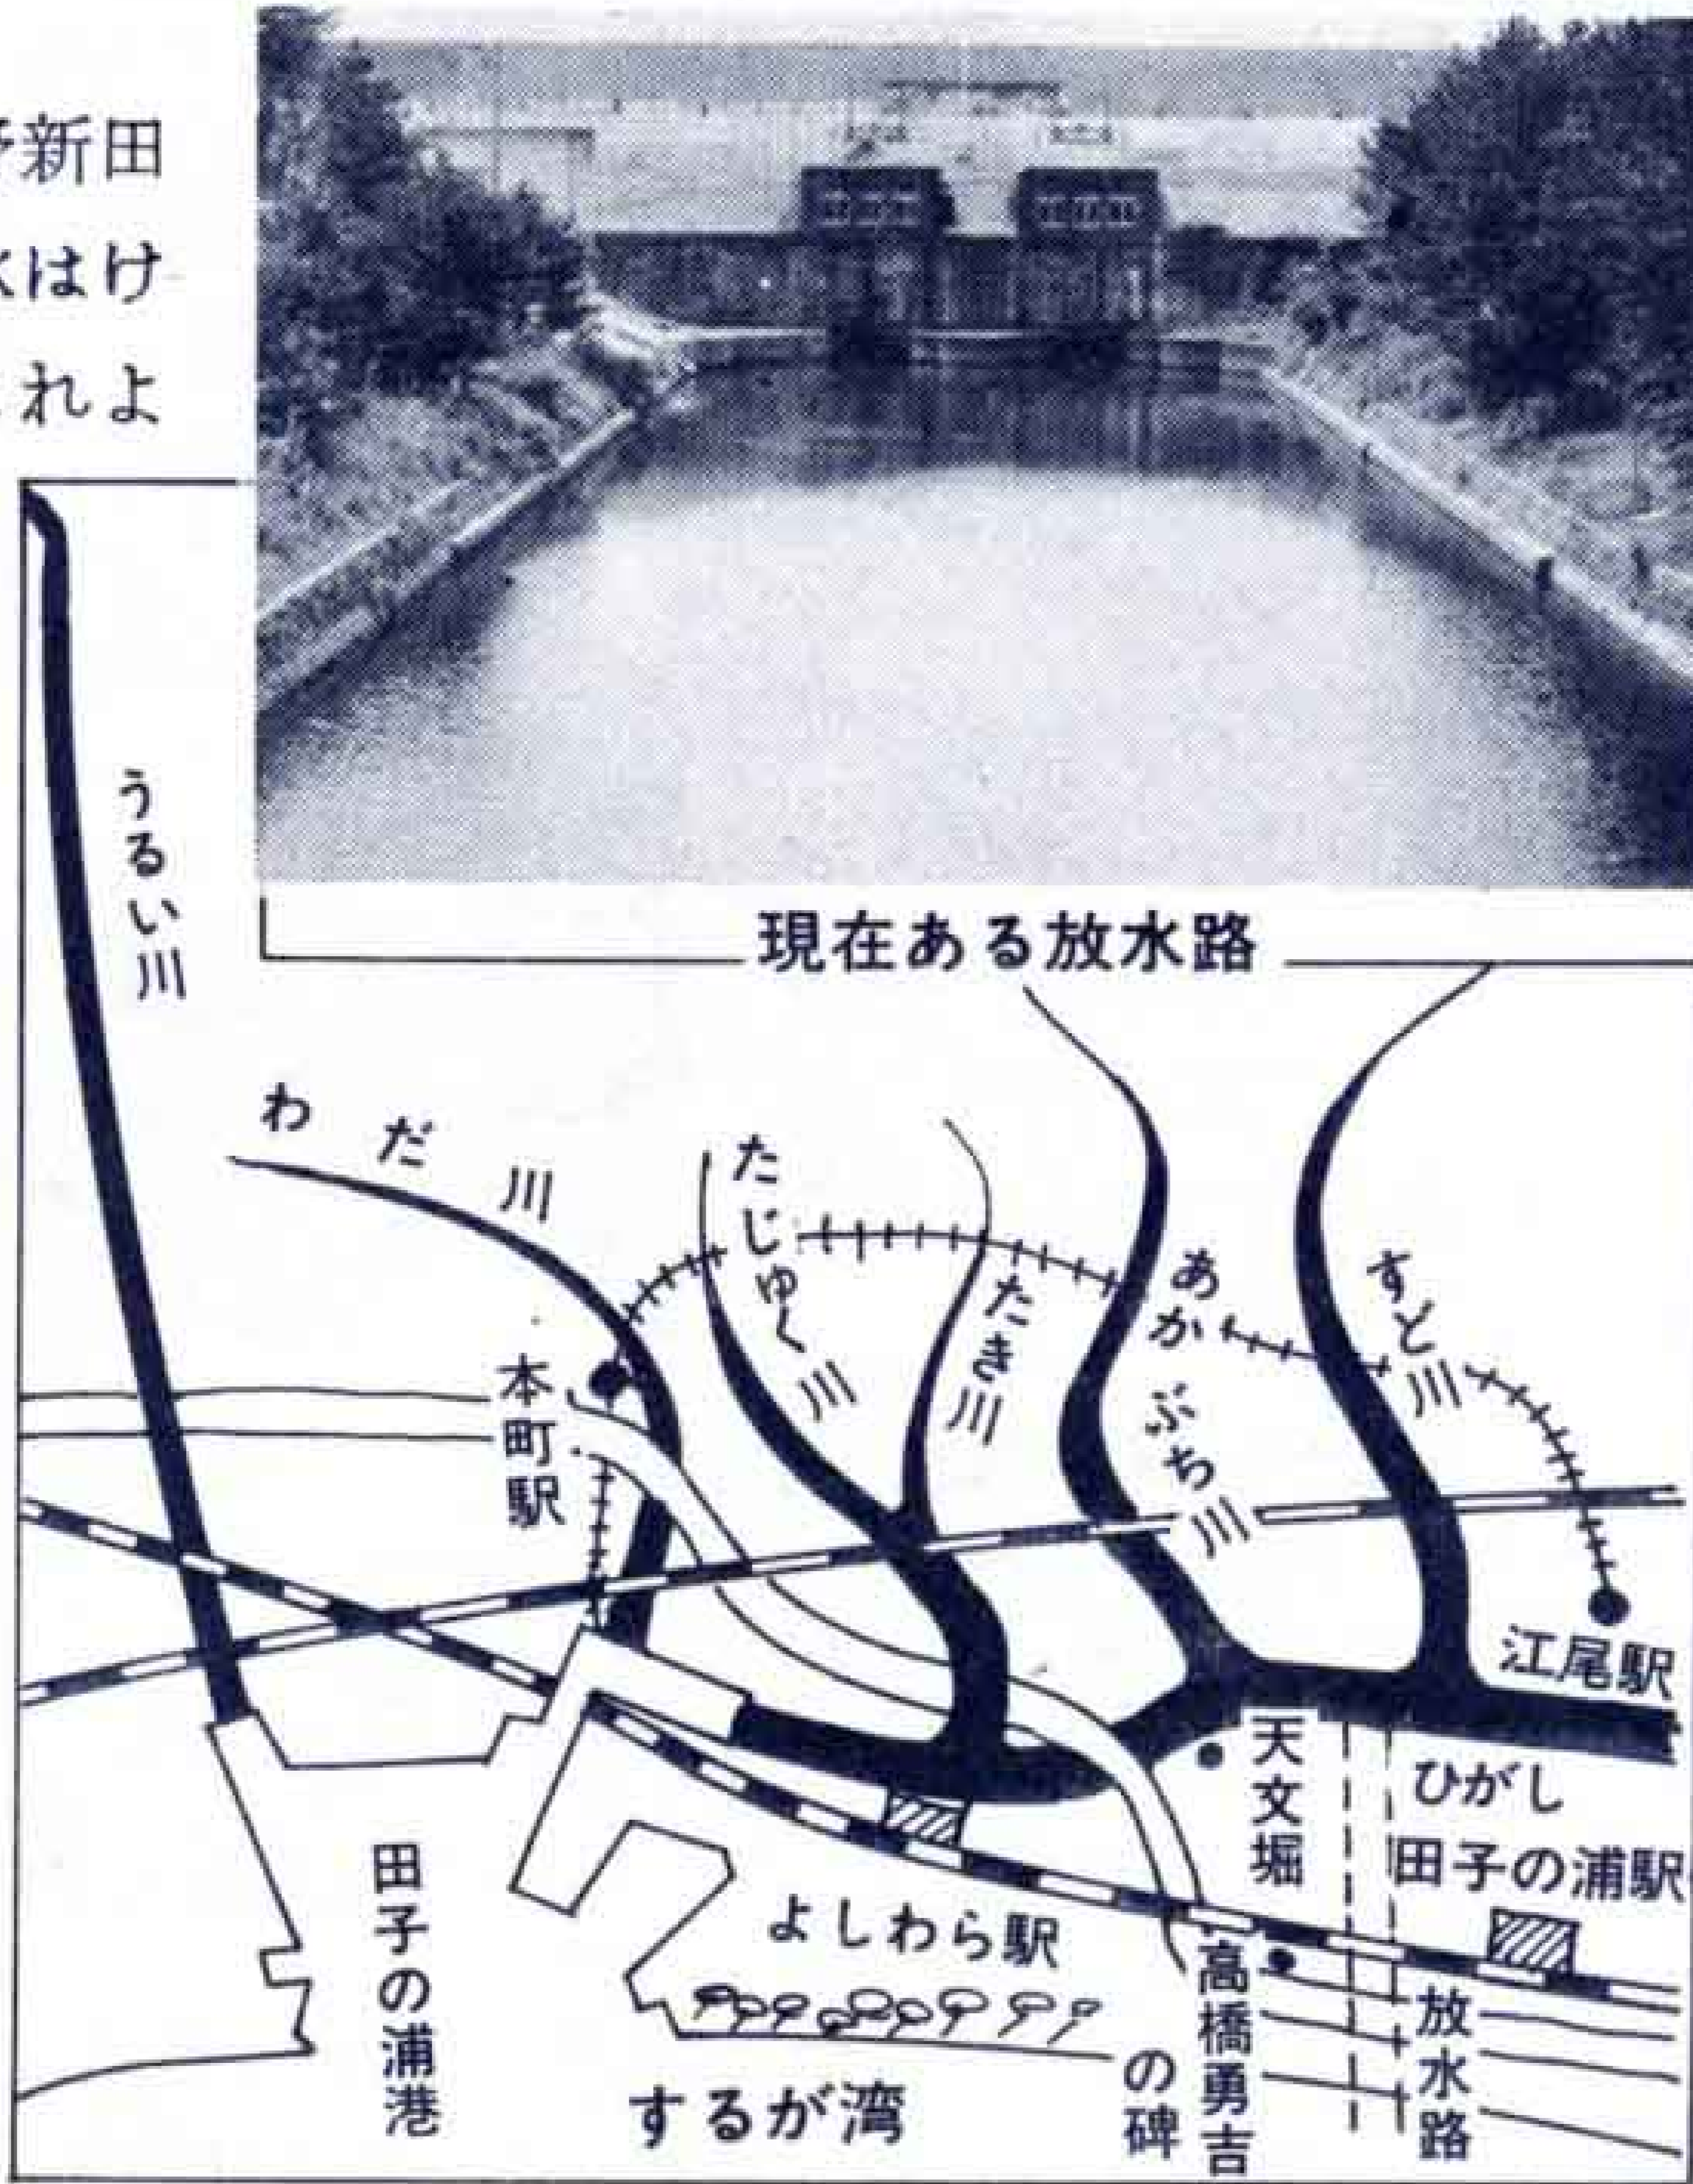 新田
はけ
れよ
現在ある放水路
うるい川
わだ川
たじゅく川
たき川
あかぶち川
すど川
本町駅
江尾駅
天文堀
ひがし
田子の浦駅
よしわら駅
田子の浦港
するが湾
高橋勇吉
の碑
放水路